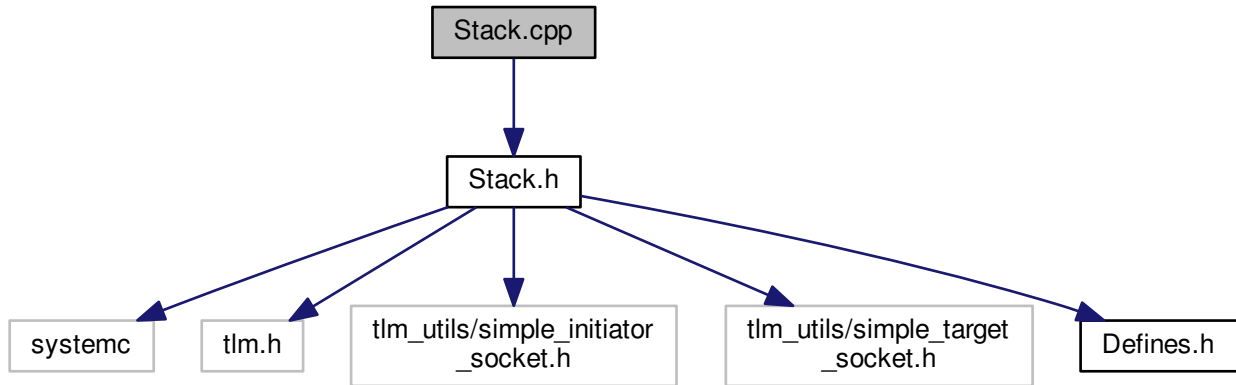 Stack.cpp
Stack.h
systemc
tlm.h
tlm_utils/simple_initiator
_socket.h
tlm_utils/simple_target
_socket.h
Defines.h